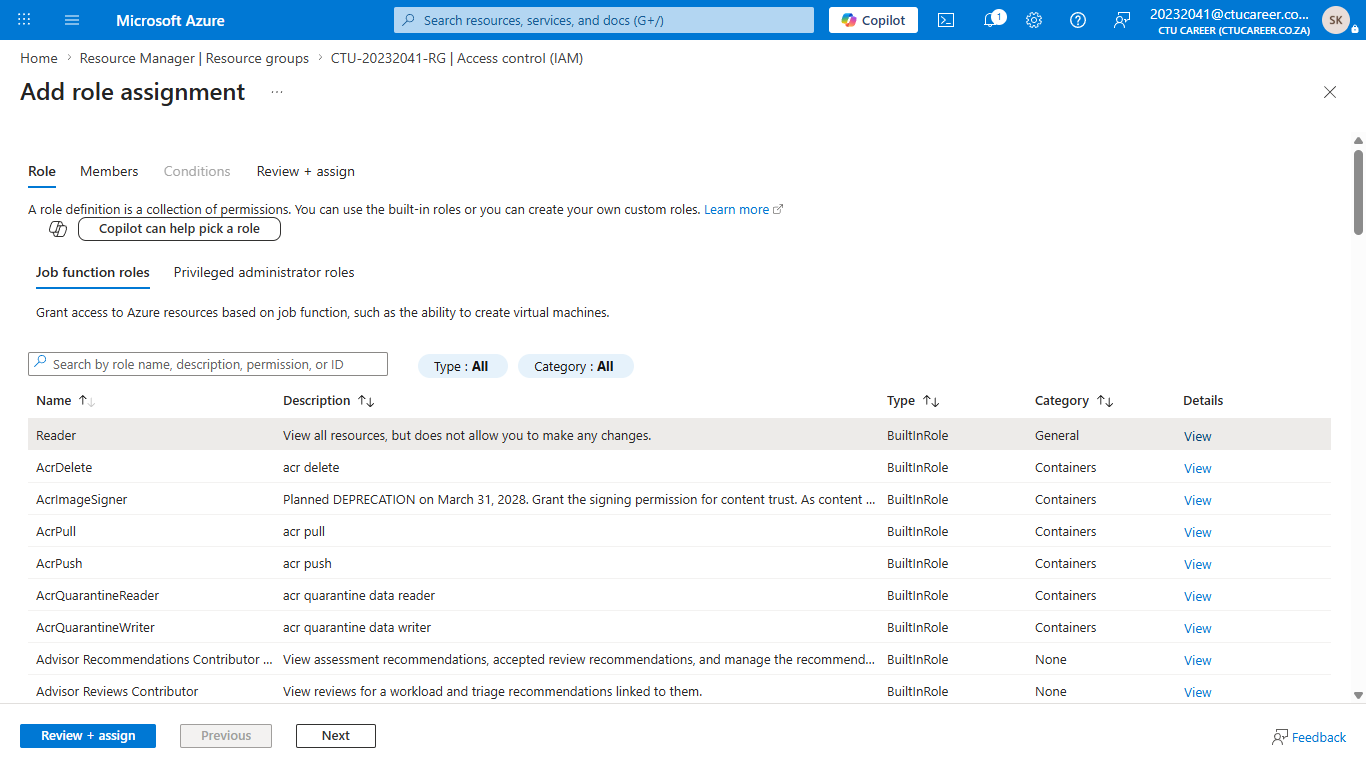 Microsoft Azure
Search resources, services, and docs (G+/)
Copilot
1
20232041@ctucareer.co...
CTU CAREER (CTUCAREER.CO.ZA)
SK
Home > Resource Manager | Resource groups > CTU-20232041-RG | Access control (IAM)
Add role assignment ...
Role Members Conditions Review + assign
A role definition is a collection of permissions. You can use the built-in roles or you can create your own custom roles. Learn more
Copilot can help pick a role
Job function roles Privileged administrator roles
Grant access to Azure resources based on job function, such as the ability to create virtual machines.
Search by role name, description, permission, or ID Type : All Category : All
Name ↑↓ Description ↑↓ Type ↑↓ Category ↑↓ Details
Reader View all resources, but does not allow you to make any changes. BuiltInRole General View
AcrDelete acr delete BuiltInRole Containers View
AcrImageSigner Planned DEPRECATION on March 31, 2028. Grant the signing permission for content trust. As content ... BuiltInRole Containers View
AcrPull acr pull BuiltInRole Containers View
AcrPush acr push BuiltInRole Containers View
AcrQuarantineReader acr quarantine data reader BuiltInRole Containers View
AcrQuarantineWriter acr quarantine data writer BuiltInRole Containers View
Advisor Recommendations Contributor ... View assessment recommendations, accepted review recommendations, and manage the recommend... BuiltInRole None View
Advisor Reviews Contributor View reviews for a workload and triage recommendations linked to them. BuiltInRole None View
Review + assign Previous Next Feedback